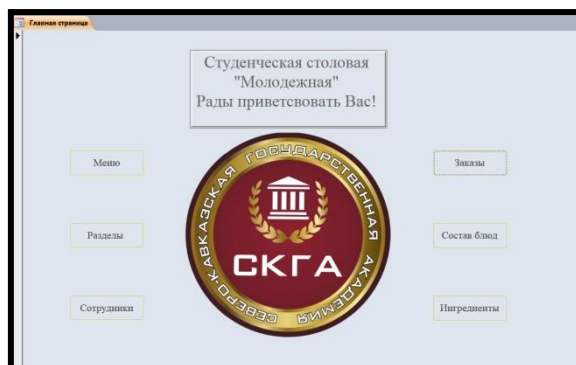 Главная страница
Студенческая столовая
"Молодежная"
Рады приветсвовать Вас!
Меню
Заказы
Разделы
Состав блюд
Сотрудники
Ингредиенты
СЕВЕРО-КАВКАЗСКАЯ ГОСУДАРСТВЕННАЯ АКАДЕМИЯ
СКГА